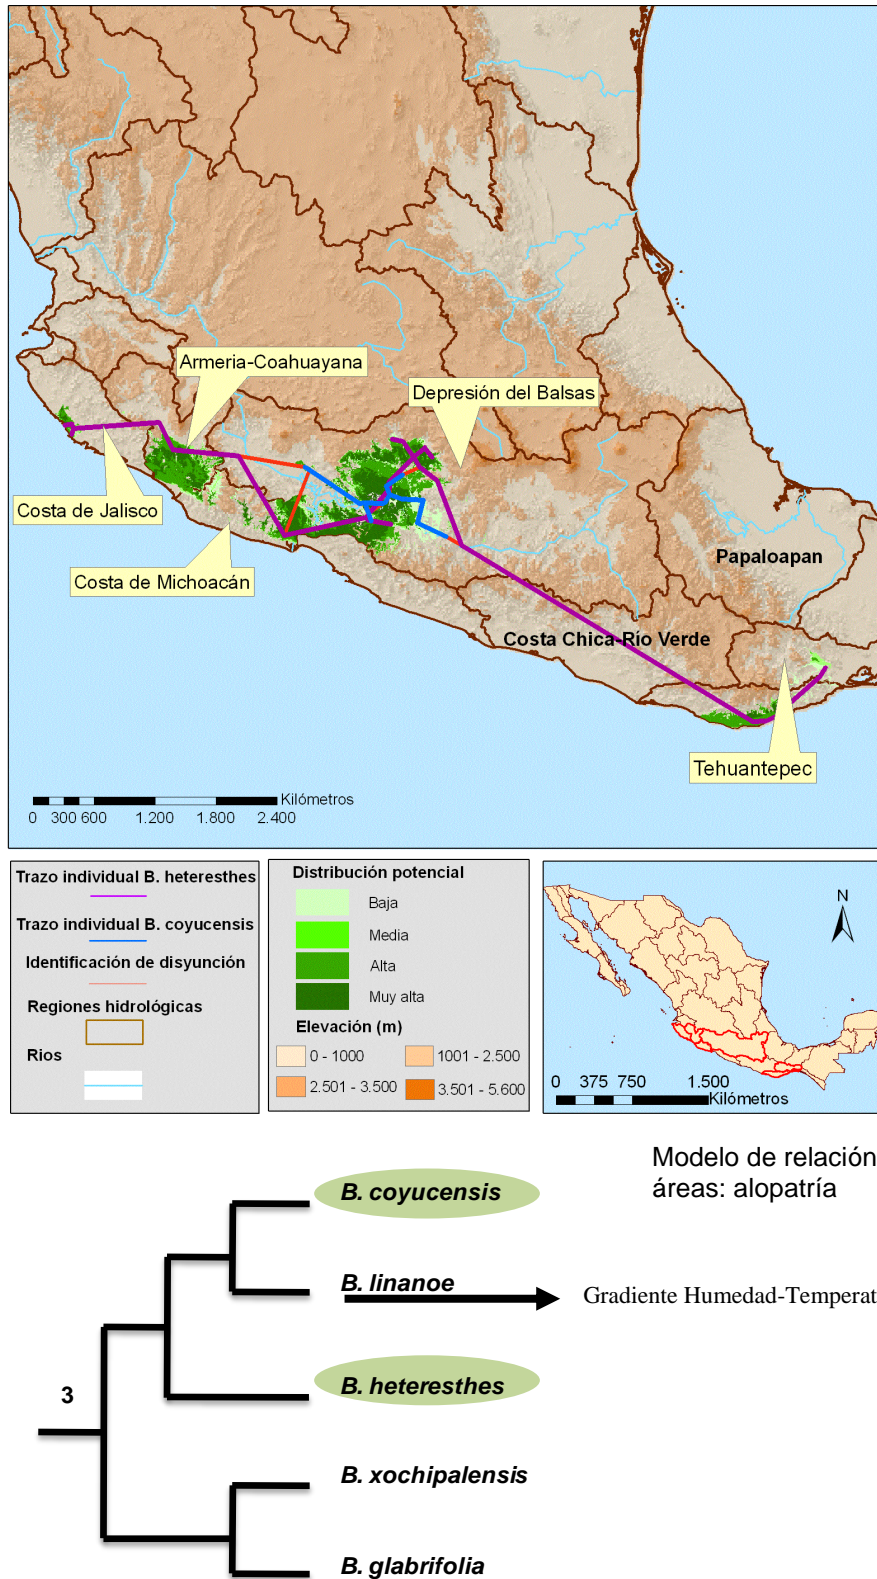 Armeria-Coahuayana
Depresión del Balsas
Costa de Jalisco
Costa de Michoacán
Papaloapan
Costa Chica-Río Verde
Tehuantepec
Kilómetros
0 300 600 1.200 1.800 2.400
Trazo individual B. heteresthes
Trazo individual B. coyucensis
Identificación de disyunción
Regiones hidrológicas
Rios
Distribución potencial
Baja
Media
Alta
Muy alta
Elevación (m)
0 - 1000
1001 - 2.500
2.501 - 3.500
3.501 - 5.600
N
0 375 750 1.500
Kilómetros
Modelo de relación
áreas: alopatría
B. coyucensis
B. linanoe
Gradiente Humedad-Temperat
B. heteresthes
3
B. xochipalensis
B. glabrifolia